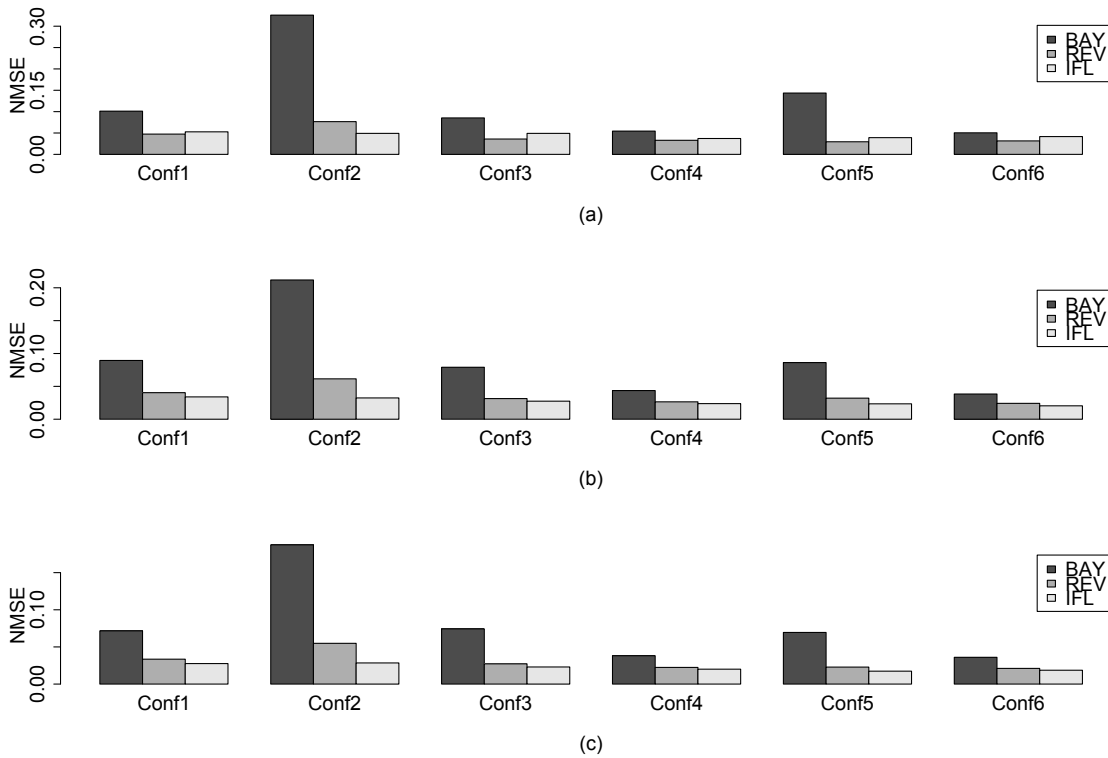 NMSE
0.00 0.15 0.30
BAY
REV
IFL
Conf1 Conf2 Conf3 Conf4 Conf5 Conf6
(a)
NMSE
0.00 0.10 0.20
BAY
REV
IFL
Conf1 Conf2 Conf3 Conf4 Conf5 Conf6
(b)
NMSE
0.00 0.10
BAY
REV
IFL
Conf1 Conf2 Conf3 Conf4 Conf5 Conf6
(c)